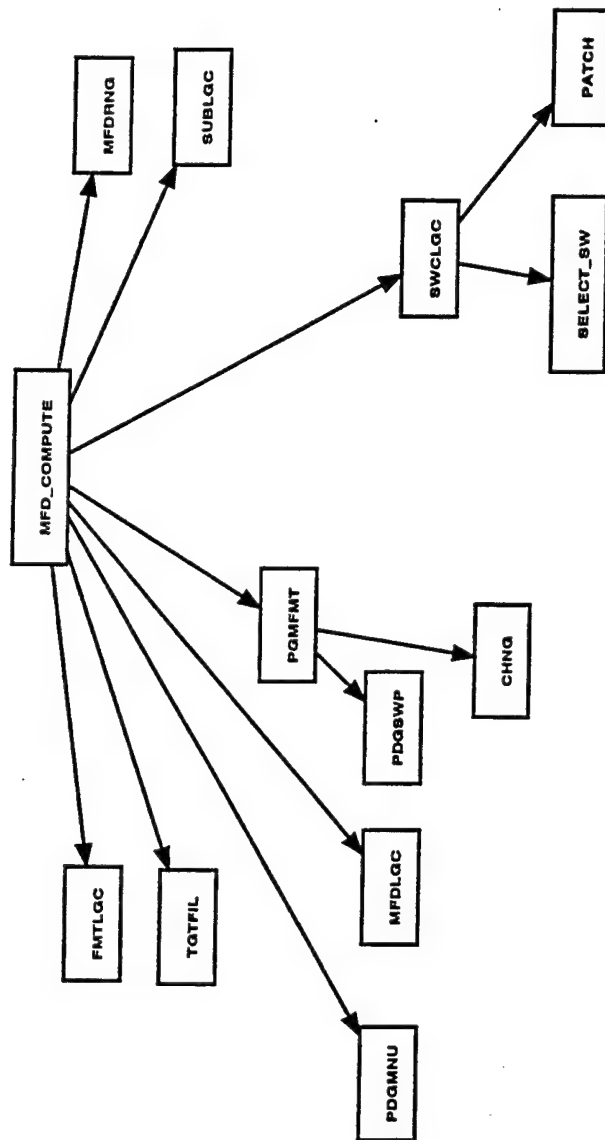 MFD_COMPUTE
FMTLGC
TGTFIL
PDGMNU
MFDLGC
PGMFMT
PDGSWP
CHNG
SWCLGC
SELECT_SW
PATCH
SUBLGC
MFDRNG